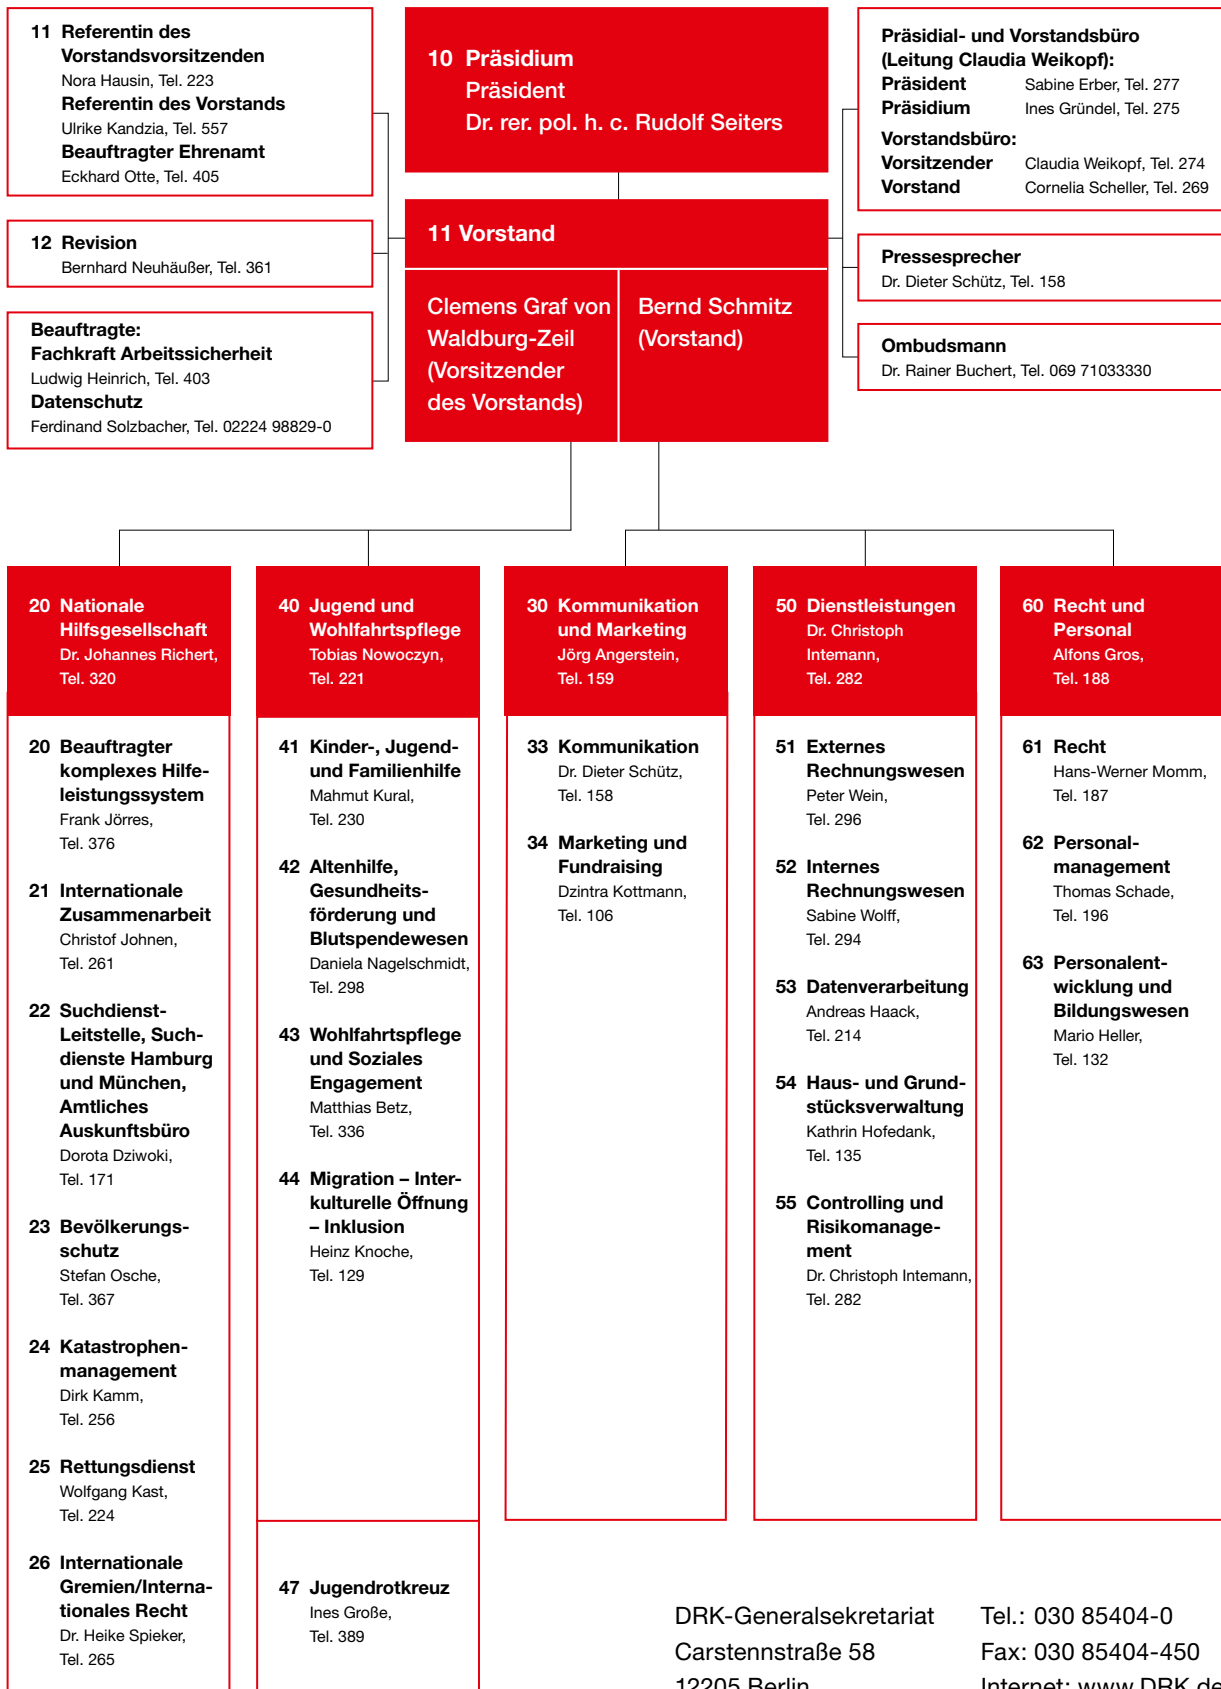 11 Referentin des
Vorstandsvorsitzenden
Nora Hausin, Tel. 223
Referentin des Vorstands
Ulrike Kandzia, Tel. 557
Beauftragter Ehrenamt
Eckhard Otte, Tel. 405
12 Revision
Bernhard Neuhäußer, Tel. 361
Beauftragte:
Fachkraft Arbeitssicherheit
Ludwig Heinrich, Tel. 403
Datenschutz
Ferdinand Solzbacher, Tel. 02224 98829-0
10 Präsidium
Präsident
Dr. rer. pol. h. c. Rudolf Seiters
11 Vorstand
Clemens Graf von
Waldburg-Zeil
(Vorsitzender
des Vorstands)
Bernd Schmitz
(Vorstand)
Präsidial- und Vorstandsbüro
(Leitung Claudia Weikopf):
Präsident Sabine Erber, Tel. 277
Präsidium Ines Gründel, Tel. 275
Vorstandsbüro:
Vorsitzender Claudia Weikopf, Tel. 274
Vorstand Cornelia Scheller, Tel. 269
Pressesprecher
Dr. Dieter Schütz, Tel. 158
Ombudsmann
Dr. Rainer Buchert, Tel. 069 71033330
20 Nationale
Hilfsgesellschaft
Dr. Johannes Richert,
Tel. 320
20 Beauftragter
komplexes Hilfe-
leistungssystem
Frank Jörres,
Tel. 376
21 Internationale
Zusammenarbeit
Christof Johnen,
Tel. 261
22 Suchdienst-
Leitstelle, Such-
dienste Hamburg
und München,
Amtliches
Auskunftsbüro
Dorota Dziwoki,
Tel. 171
23 Bevölkerungs-
schutz
Stefan Osche,
Tel. 367
24 Katastrophen-
management
Dirk Kamm,
Tel. 256
25 Rettungsdienst
Wolfgang Kast,
Tel. 224
26 Internationale
Gremien/Interna-
tionales Recht
Dr. Heike Spieker,
Tel. 265
40 Jugend und
Wohlfahrtspflege
Tobias Nowoczyn,
Tel. 221
41 Kinder-, Jugend-
und Familienhilfe
Mahmut Kural,
Tel. 230
42 Altenhilfe,
Gesundheits-
förderung und
Blutspendewesen
Daniela Nagelschmidt,
Tel. 298
43 Wohlfahrtspflege
und Soziales
Engagement
Matthias Betz,
Tel. 336
44 Migration – Inter-
kulturelle Öffnung
– Inklusion
Heinz Knoche,
Tel. 129
47 Jugendrotkreuz
Ines Große,
Tel. 389
30 Kommunikation
und Marketing
Jörg Angerstein,
Tel. 159
33 Kommunikation
Dr. Dieter Schütz,
Tel. 158
34 Marketing und
Fundraising
Dzintra Kottmann,
Tel. 106
50 Dienstleistungen
Dr. Christoph
Intemann,
Tel. 282
51 Externes
Rechnungswesen
Peter Wein,
Tel. 296
52 Internes
Rechnungswesen
Sabine Wolff,
Tel. 294
53 Datenverarbeitung
Andreas Haack,
Tel. 214
54 Haus- und Grund-
stücksverwaltung
Kathrin Hofedank,
Tel. 135
55 Controlling und
Risikomanage-
ment
Dr. Christoph Intemann,
Tel. 282
60 Recht und
Personal
Alfons Gros,
Tel. 188
61 Recht
Hans-Werner Momm,
Tel. 187
62 Personal-
management
Thomas Schade,
Tel. 196
63 Personalent-
wicklung und
Bildungswesen
Mario Heller,
Tel. 132
DRK-Generalsekretariat
Carstennstraße 58
12205 Berlin
Tel.: 030 85404-0
Fax: 030 85404-450
Internet: www.DRK.de